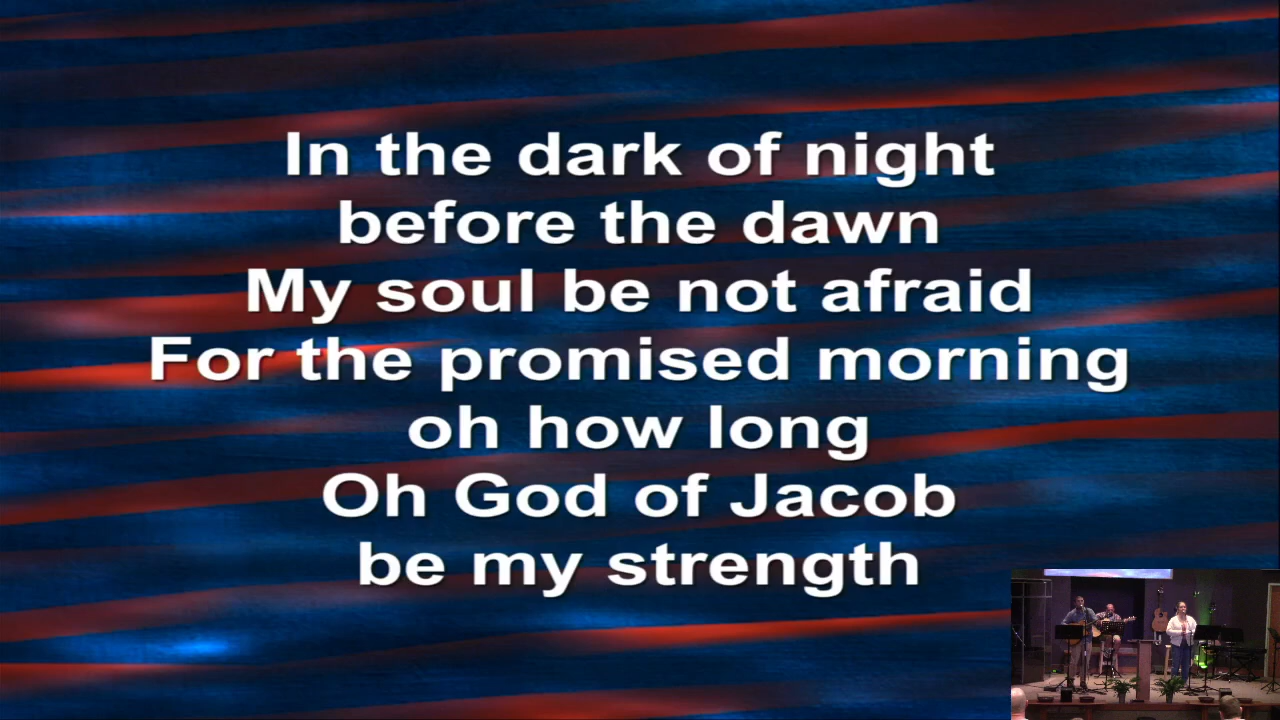 In the dark of night
before the dawn
My soul be not afraid
For the promised morning
oh how long
Oh God of Jacob
be my strength